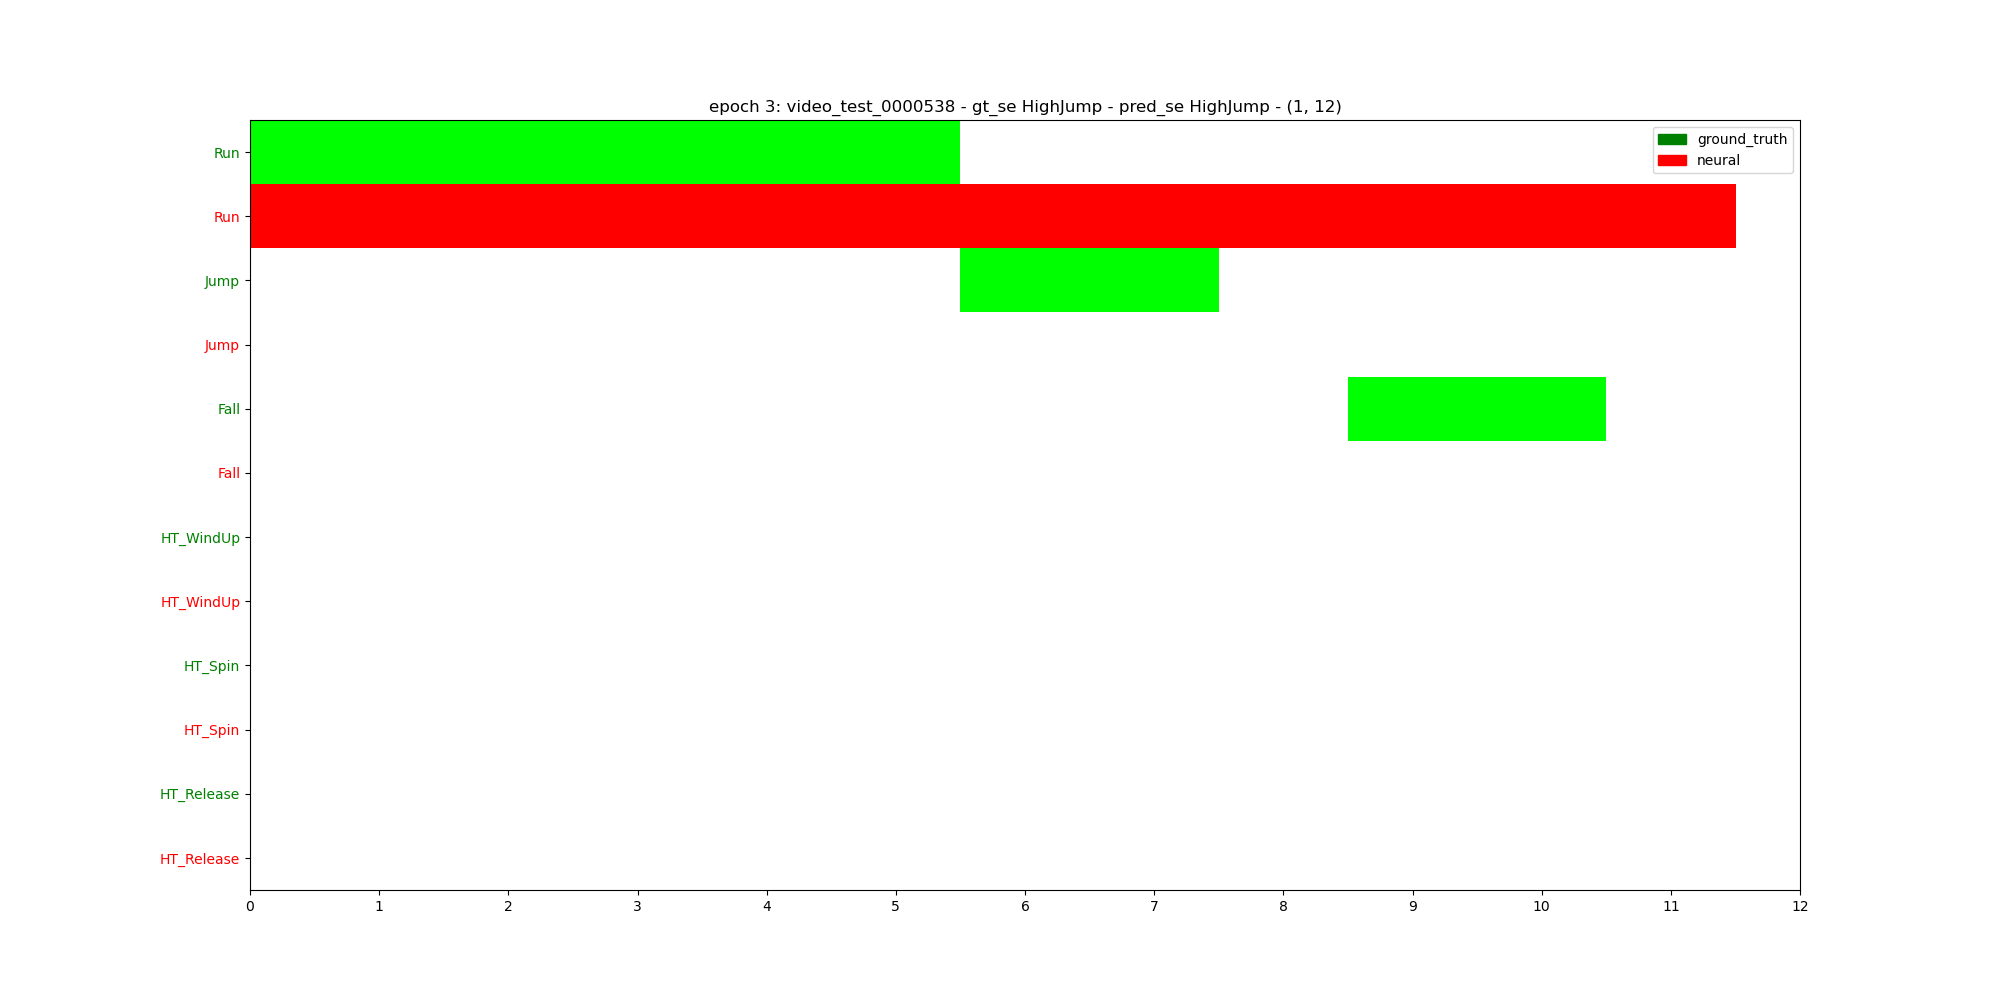 epoch 3: video_test_0000538 - gt_se HighJump - pred_se HighJump - (1, 12)
ground_truth
neural
Run
Run
Jump
Jump
Fall
Fall
HT_WindUp
HT_WindUp
HT_Spin
HT_Spin
HT_Release
HT_Release
0 1 2 3 4 5 6 7 8 9 10 11 12